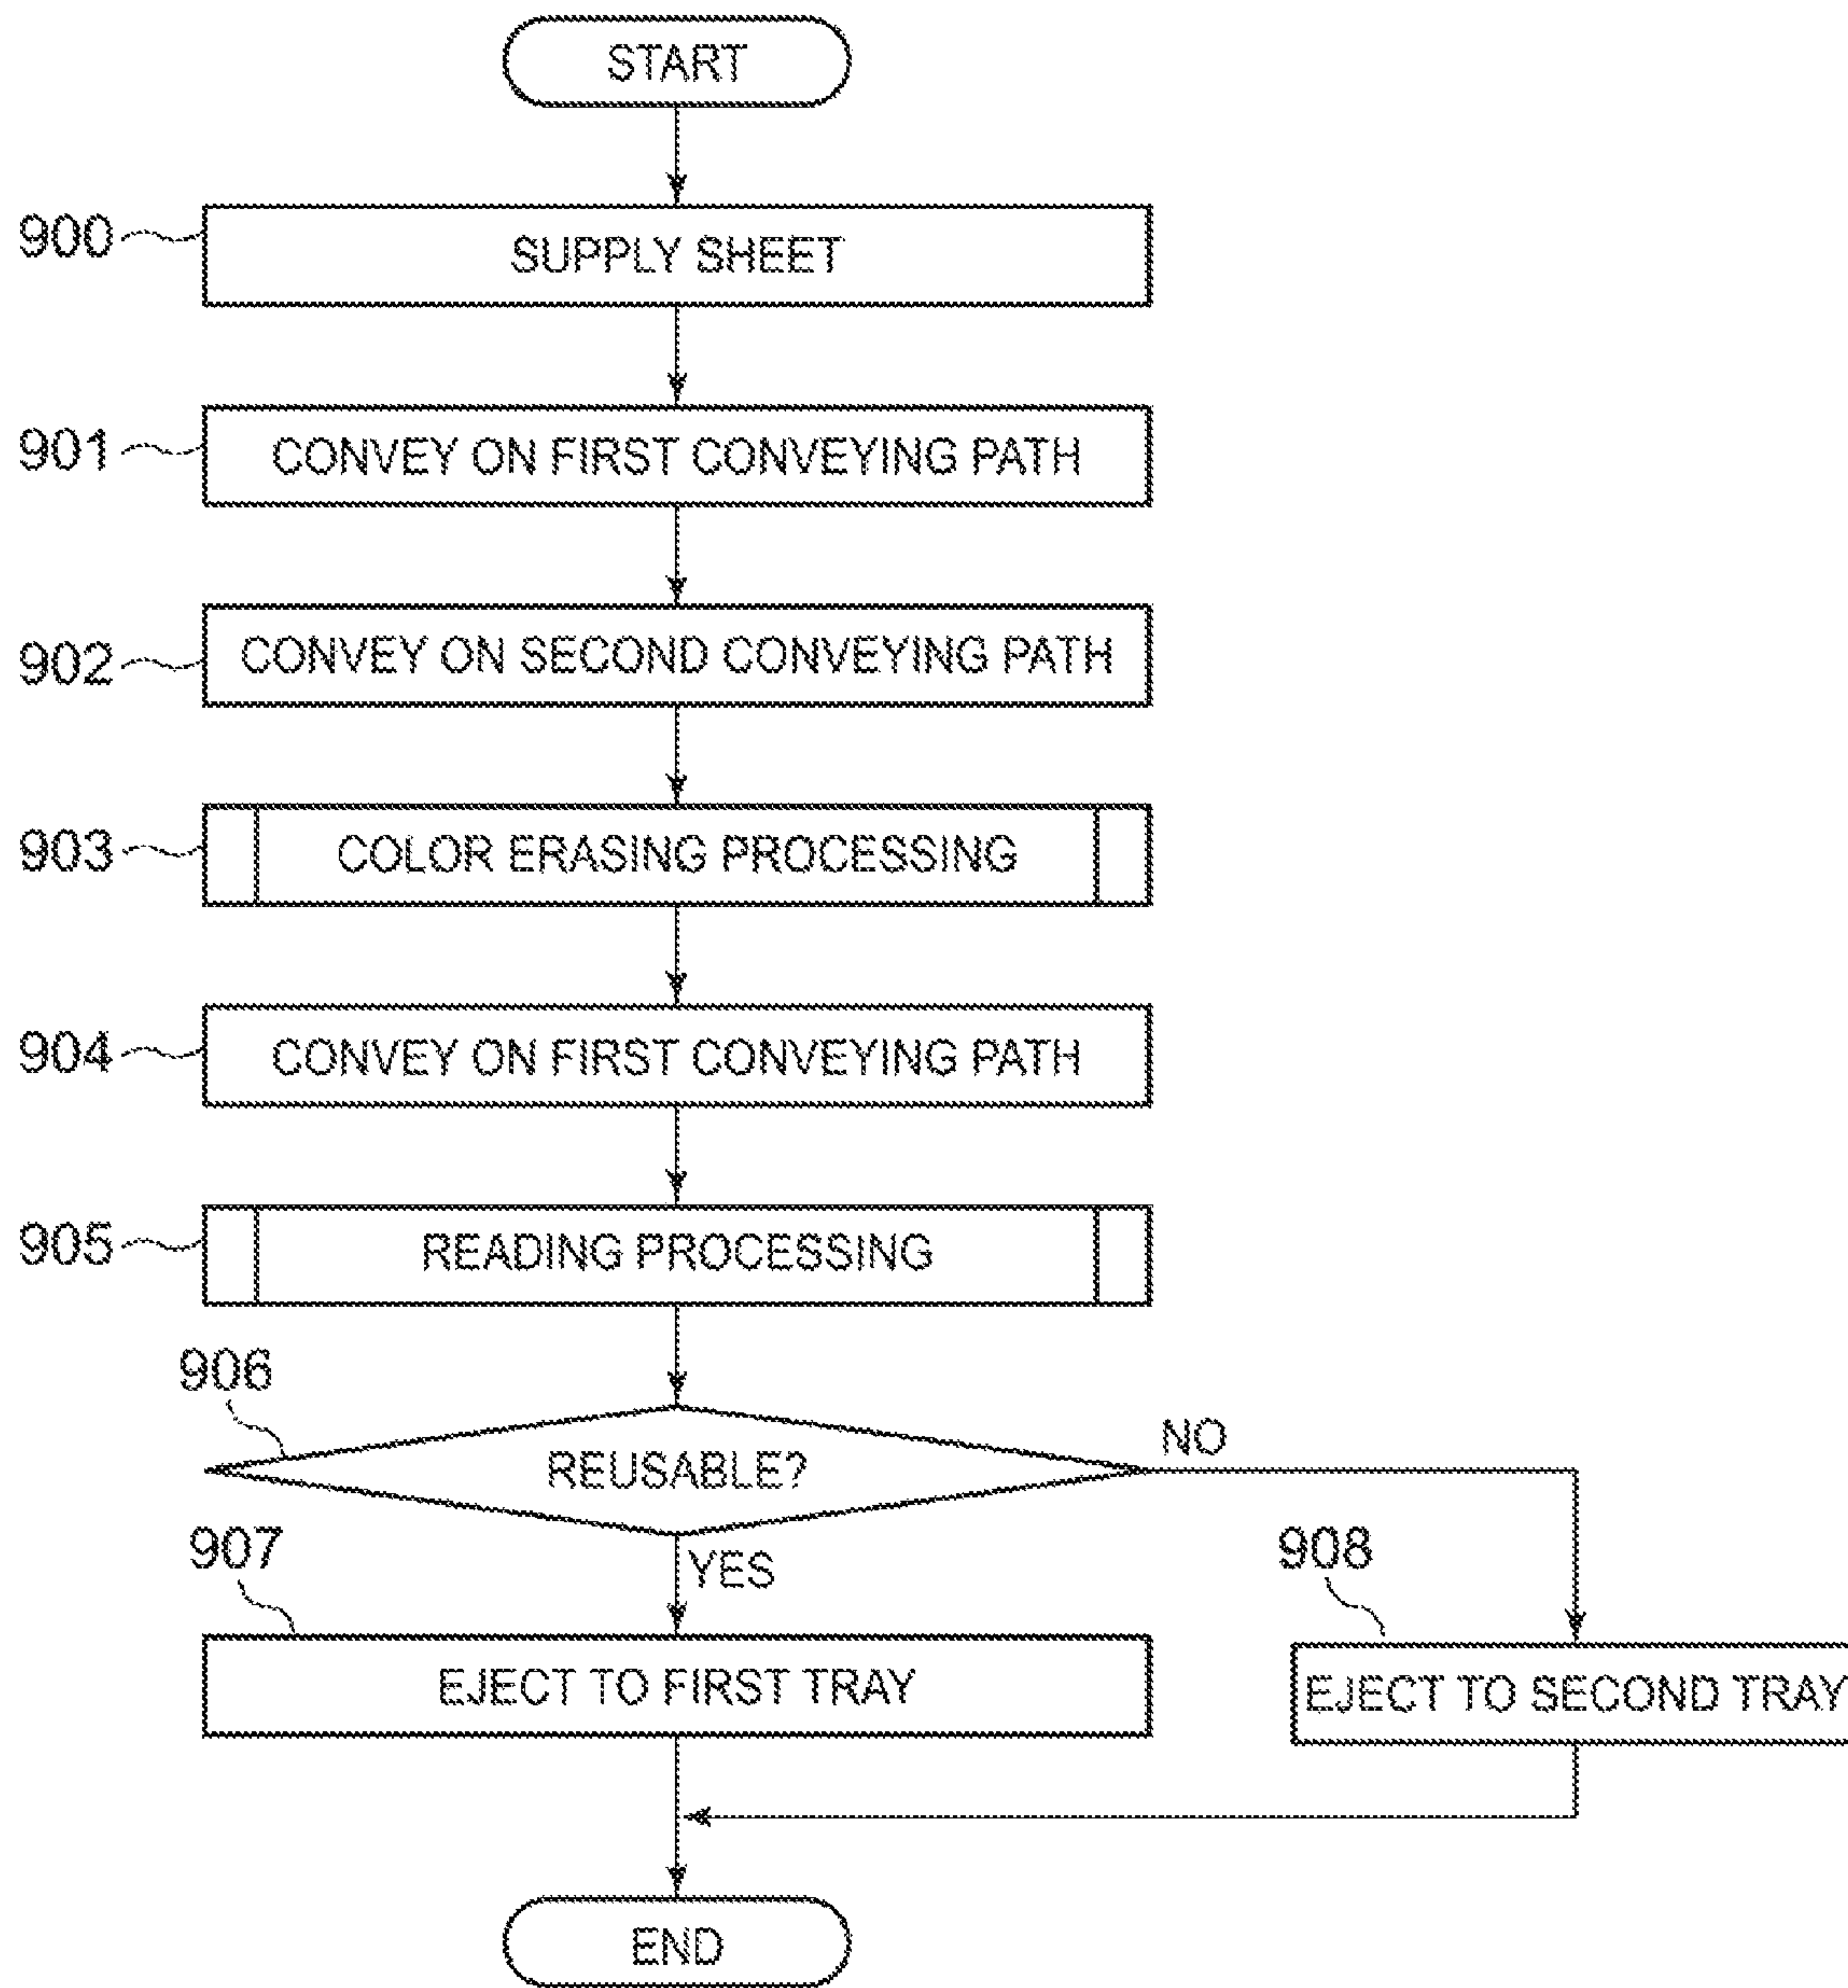 START
900
SUPPLY SHEET
901
CONVEY ON FIRST CONVEYING PATH
902
CONVEY ON SECOND CONVEYING PATH
903
COLOR ERASING PROCESSING
904
CONVEY ON FIRST CONVEYING PATH
905
READING PROCESSING
906
REUSABLE?
NO
YES
907
EJECT TO FIRST TRAY
908
EJECT TO SECOND TRAY
END